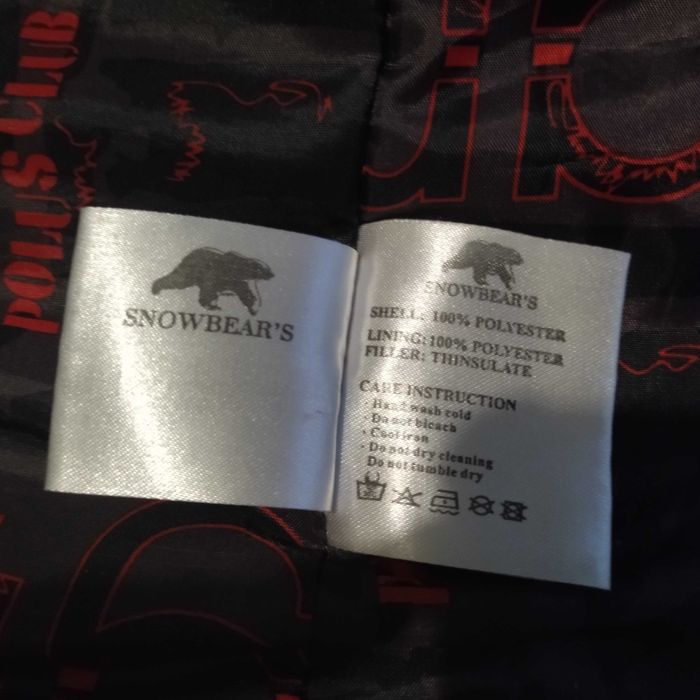 POLUS CLUB
SNOWBEAR'S
SNOWBEAR'S
SHELL: 100% POLYESTER
LINING: 100% POLYESTER
FILLER: THINSULATE
CARE INSTRUCTION
· Hand wash cold
Do not bleach
· Cool iron
· Do not dry cleaning
Do not tumble dry